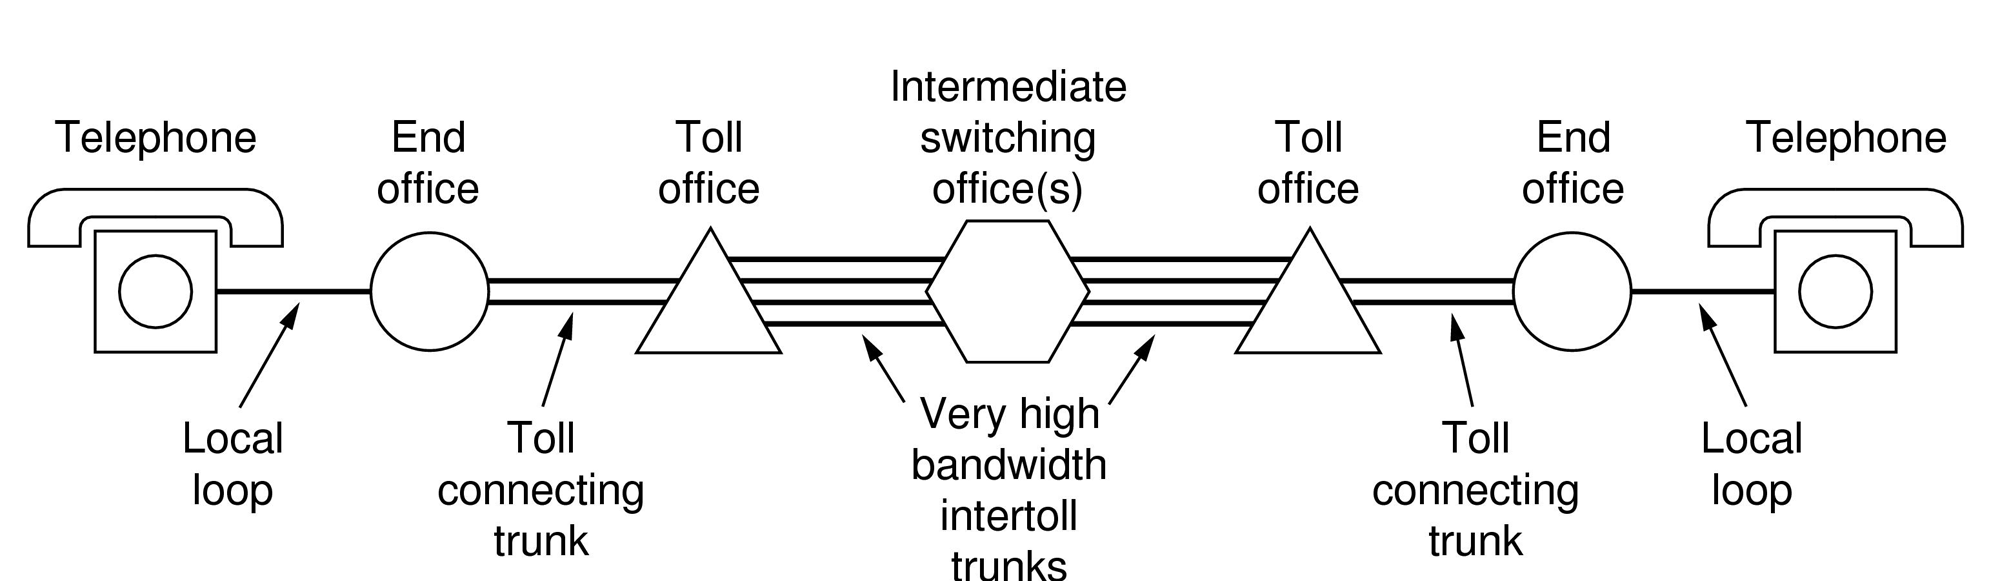 Telephone
End
office
Toll
office
Intermediate
switching
office(s)
Toll
office
End
office
Telephone
Local
loop
Toll
connecting
trunk
Very high
bandwidth
intertoll
trunks
Toll
connecting
trunk
Local
loop